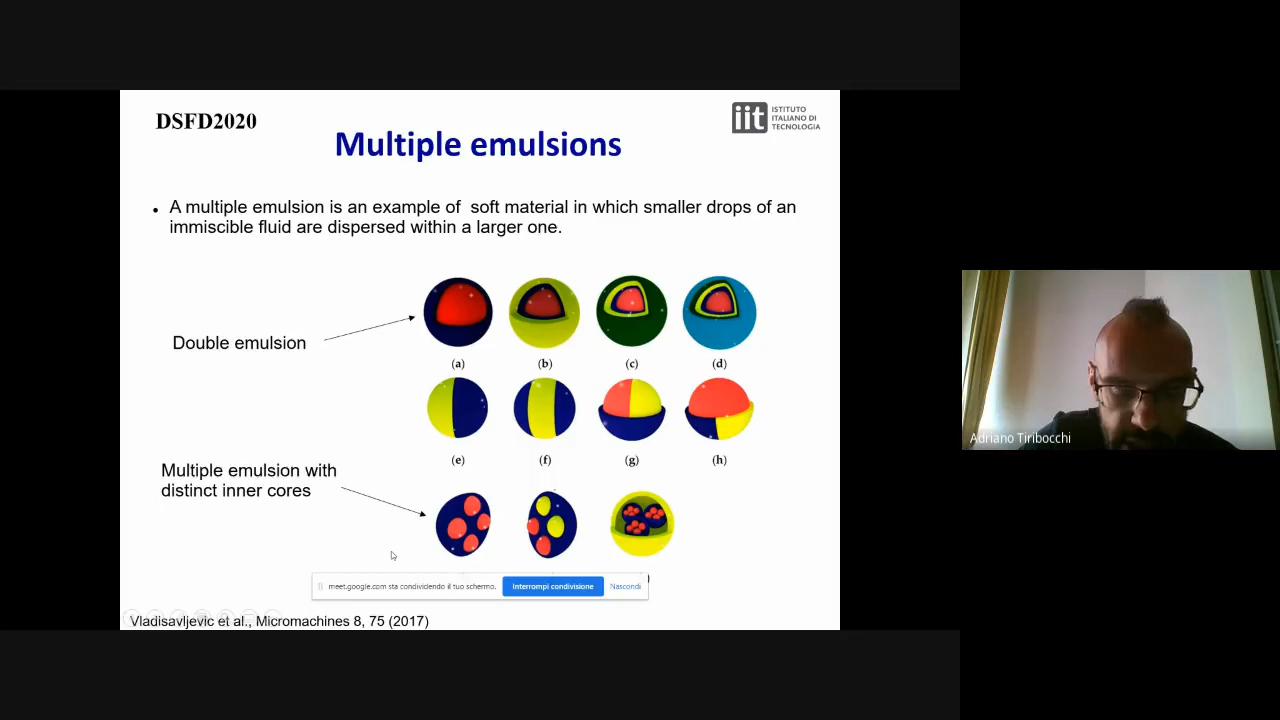 DSFD2020
iit ISTITUTO
ITALIANO DI
TECNOLOGIA
Multiple emulsions
• A multiple emulsion is an example of soft material in which smaller drops of an
immiscible fluid are dispersed within a larger one.
Double emulsion
(a) (b) (c) (d)
(e) (f) (g) (h)
Multiple emulsion with
distinct inner cores
meet.google.com sta condividendo il tuo schermo. Interrompi condivisione Nascondi
Vladisavljevic et al., Micromachines 8, 75 (2017)
Adriano Tiribocchi